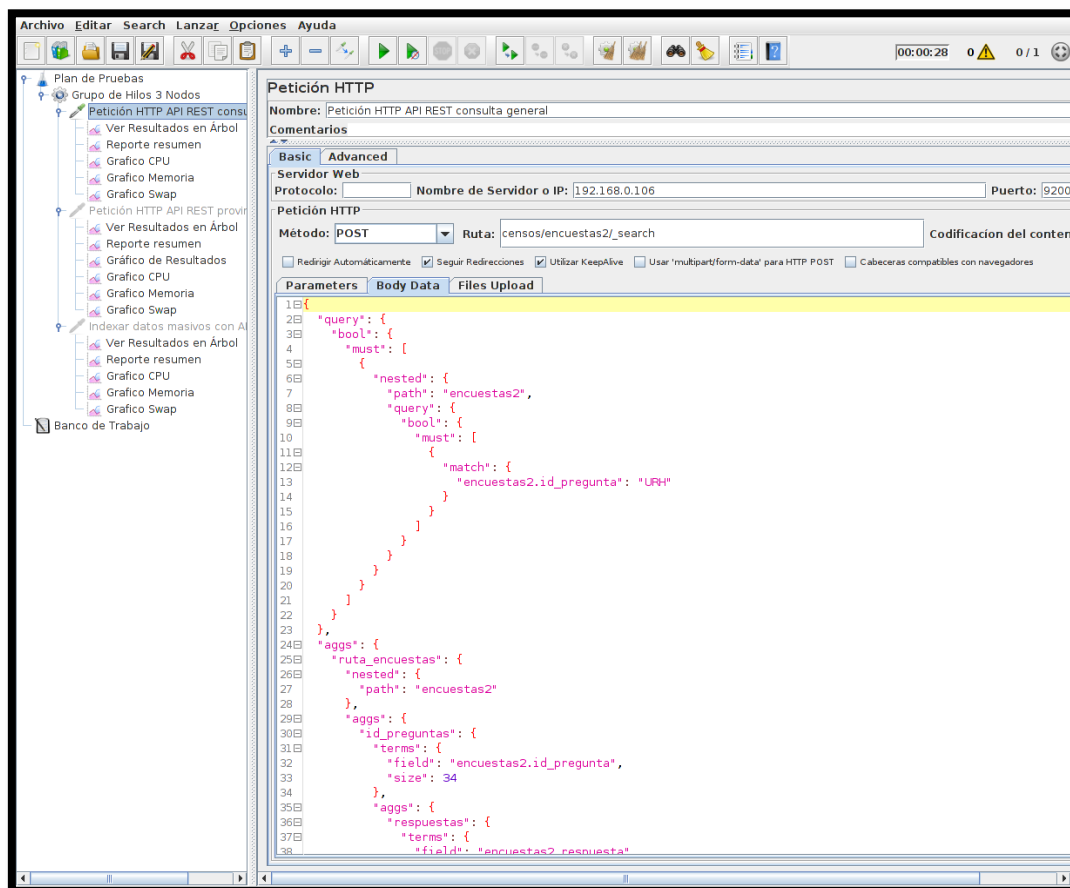 Archivo Editar Search Lanzar Opciones Ayuda
00:00:28 0 0 / 1
Plan de Pruebas
Grupo de Hilos 3 Nodos
Petición HTTP API REST consu
Ver Resultados en Árbol
Reporte resumen
Grafico CPU
Grafico Memoria
Grafico Swap
Petición HTTP API REST provin
Ver Resultados en Árbol
Reporte resumen
Gráfico de Resultados
Grafico CPU
Grafico Memoria
Grafico Swap
Indexar datos masivos con A
Ver Resultados en Árbol
Reporte resumen
Grafico CPU
Grafico Memoria
Grafico Swap
Banco de Trabajo
Petición HTTP
Nombre: Petición HTTP API REST consulta general
Comentarios
Basic Advanced
Servidor Web
Protocolo: Nombre de Servidor o IP: 192.168.0.106 Puerto: 9200
Petición HTTP
Método: POST Ruta: censos/encuestas2/_search Codificacion del conten
Redirigir Automáticamente Seguir Redirecciones Utilizar KeepAlive Usar 'multipart/form-data' para HTTP POST Cabeceras compatibles con navegadores
Parameters Body Data Files Upload
1 {
2 "query": {
3 "bool": {
4 "must": [
5 {
6 "nested": {
7 "path": "encuestas2",
8 "query": {
9 "bool": {
10 "must": [
11 {
12 "match": {
13 "encuestas2.id_pregunta": "URH"
14 }
15 }
16 ]
17 }
18 }
19 }
20 }
21 ]
22 }
23 },
24 "aggs": {
25 "ruta_encuestas": {
26 "nested": {
27 "path": "encuestas2"
28 },
29 "aggs": {
30 "id_preguntas": {
31 "terms": {
32 "field": "encuestas2.id_pregunta",
33 "size": 34
34 },
35 "aggs": {
36 "respuestas": {
37 "terms": {
38 "field": "encuestas2.respuesta"